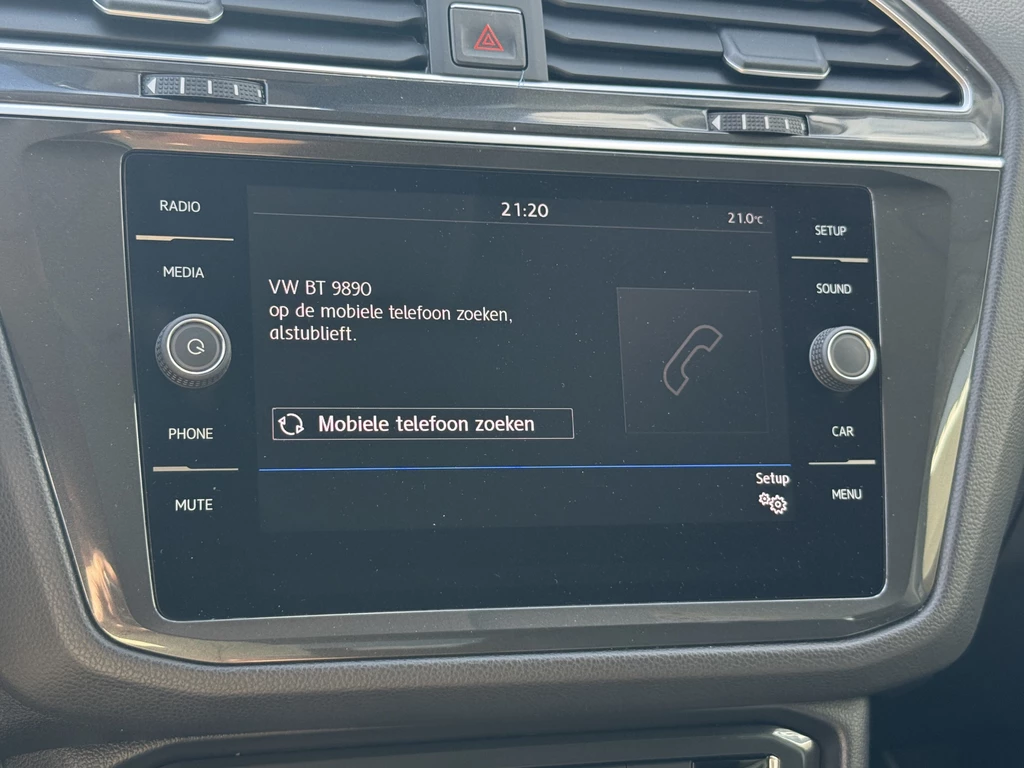 RADIO
MEDIA
PHONE
MUTE
21:20
21.0°C
VW BT 9890
op de mobiele telefoon zoeken,
alstublieft.
Mobiele telefoon zoeken
Setup
SETUP
SOUND
CAR
MENU